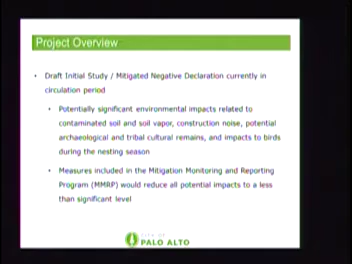 Project Overview
• Draft Initial Study / Mitigated Negative Declaration currently in
circulation period
• Potentially significant environmental impacts related to
contaminated soil and soil vapor, construction noise, potential
archaeological and tribal cultural remains, and impacts to birds
during the nesting season
• Measures included in the Mitigation Monitoring and Reporting
Program (MMRP) would reduce all potential impacts to a less
than significant level
CITY OF
PALO ALTO